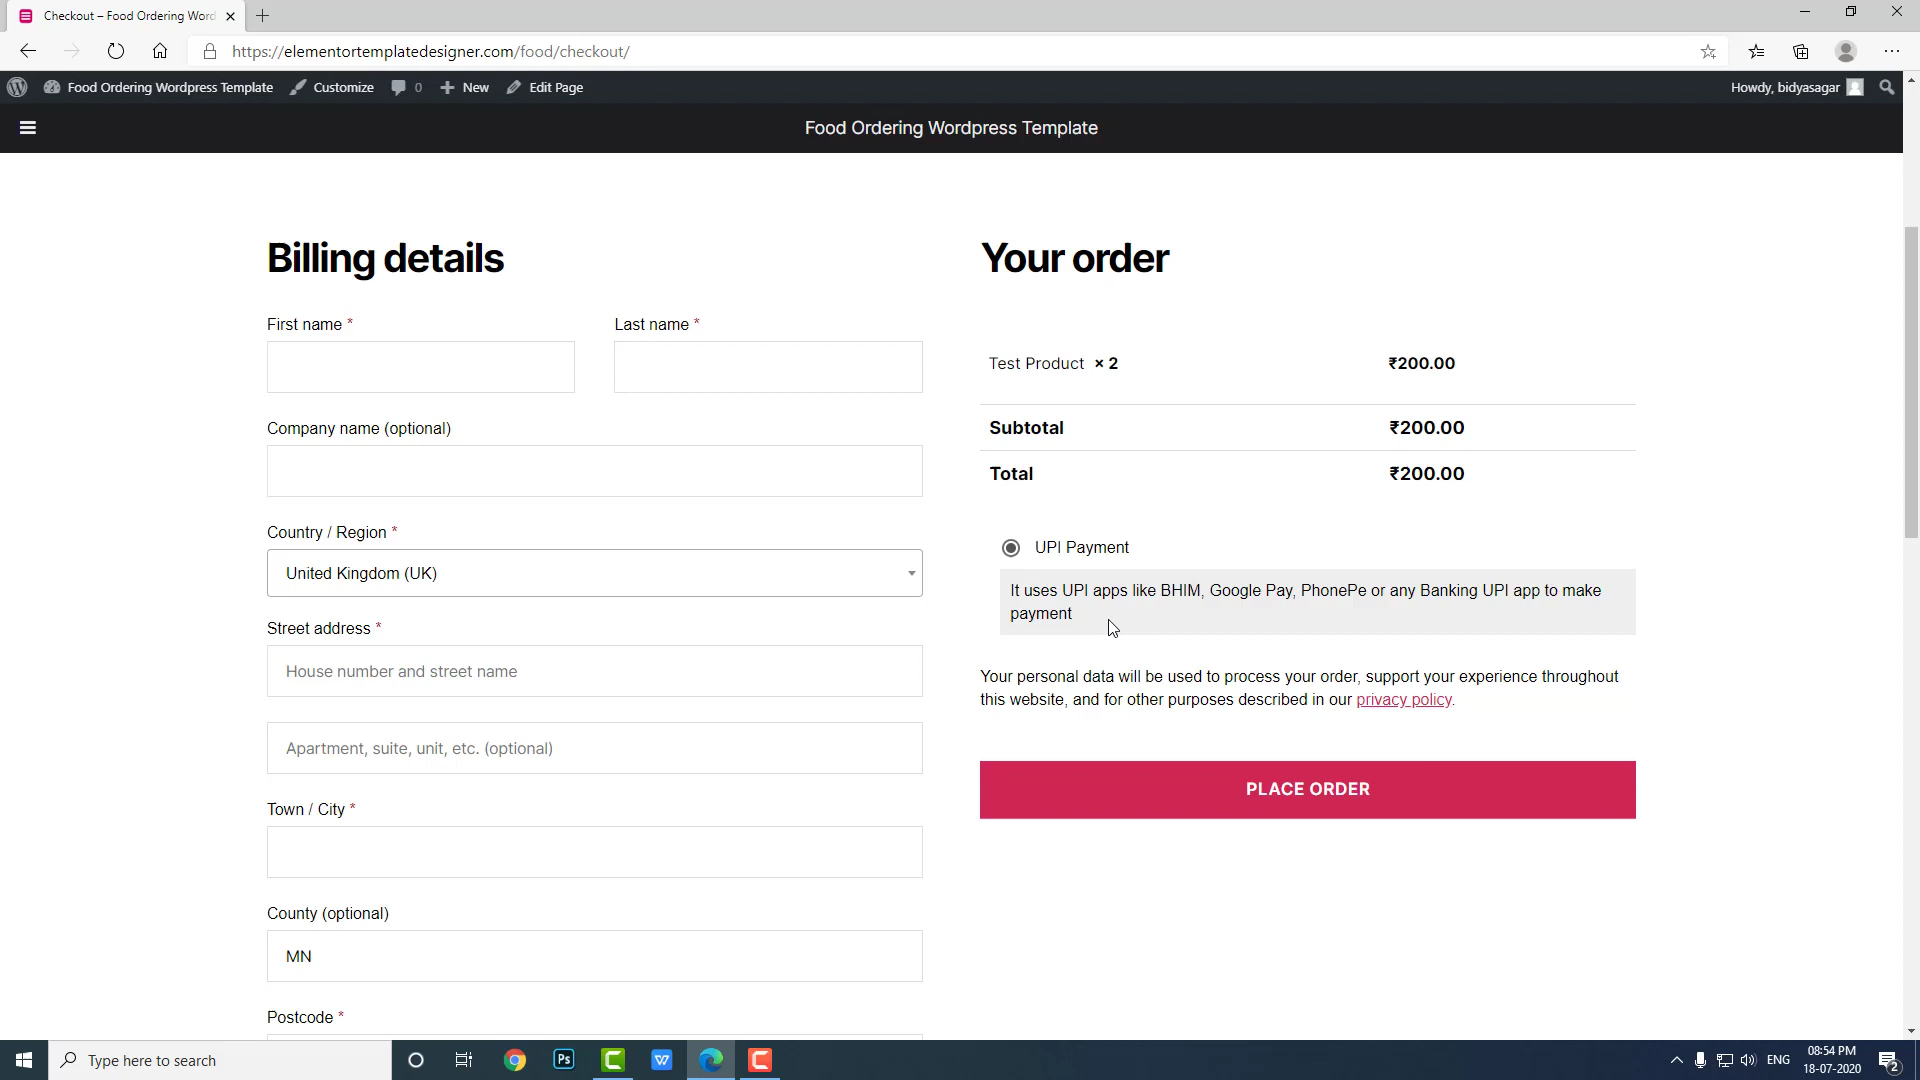 Checkout – Food Ordering Word
https://elementortemplatedesigner.com/food/checkout/
Food Ordering Wordpress Template
Customize
0
New
Edit Page
Howdy, bidyasagar
Food Ordering Wordpress Template
Billing details
First name *
Last name *
Company name (optional)
Country / Region *
United Kingdom (UK)
Street address *
House number and street name
Apartment, suite, unit, etc. (optional)
Town / City *
County (optional)
MN
Postcode *
Your order
Test Product × 2 ₹200.00
Subtotal ₹200.00
Total ₹200.00
UPI Payment
It uses UPI apps like BHIM, Google Pay, PhonePe or any Banking UPI app to make
payment
Your personal data will be used to process your order, support your experience throughout
this website, and for other purposes described in our privacy policy.
PLACE ORDER
Type here to search
Ps
W
ENG
08:54 PM
18-07-2020
2